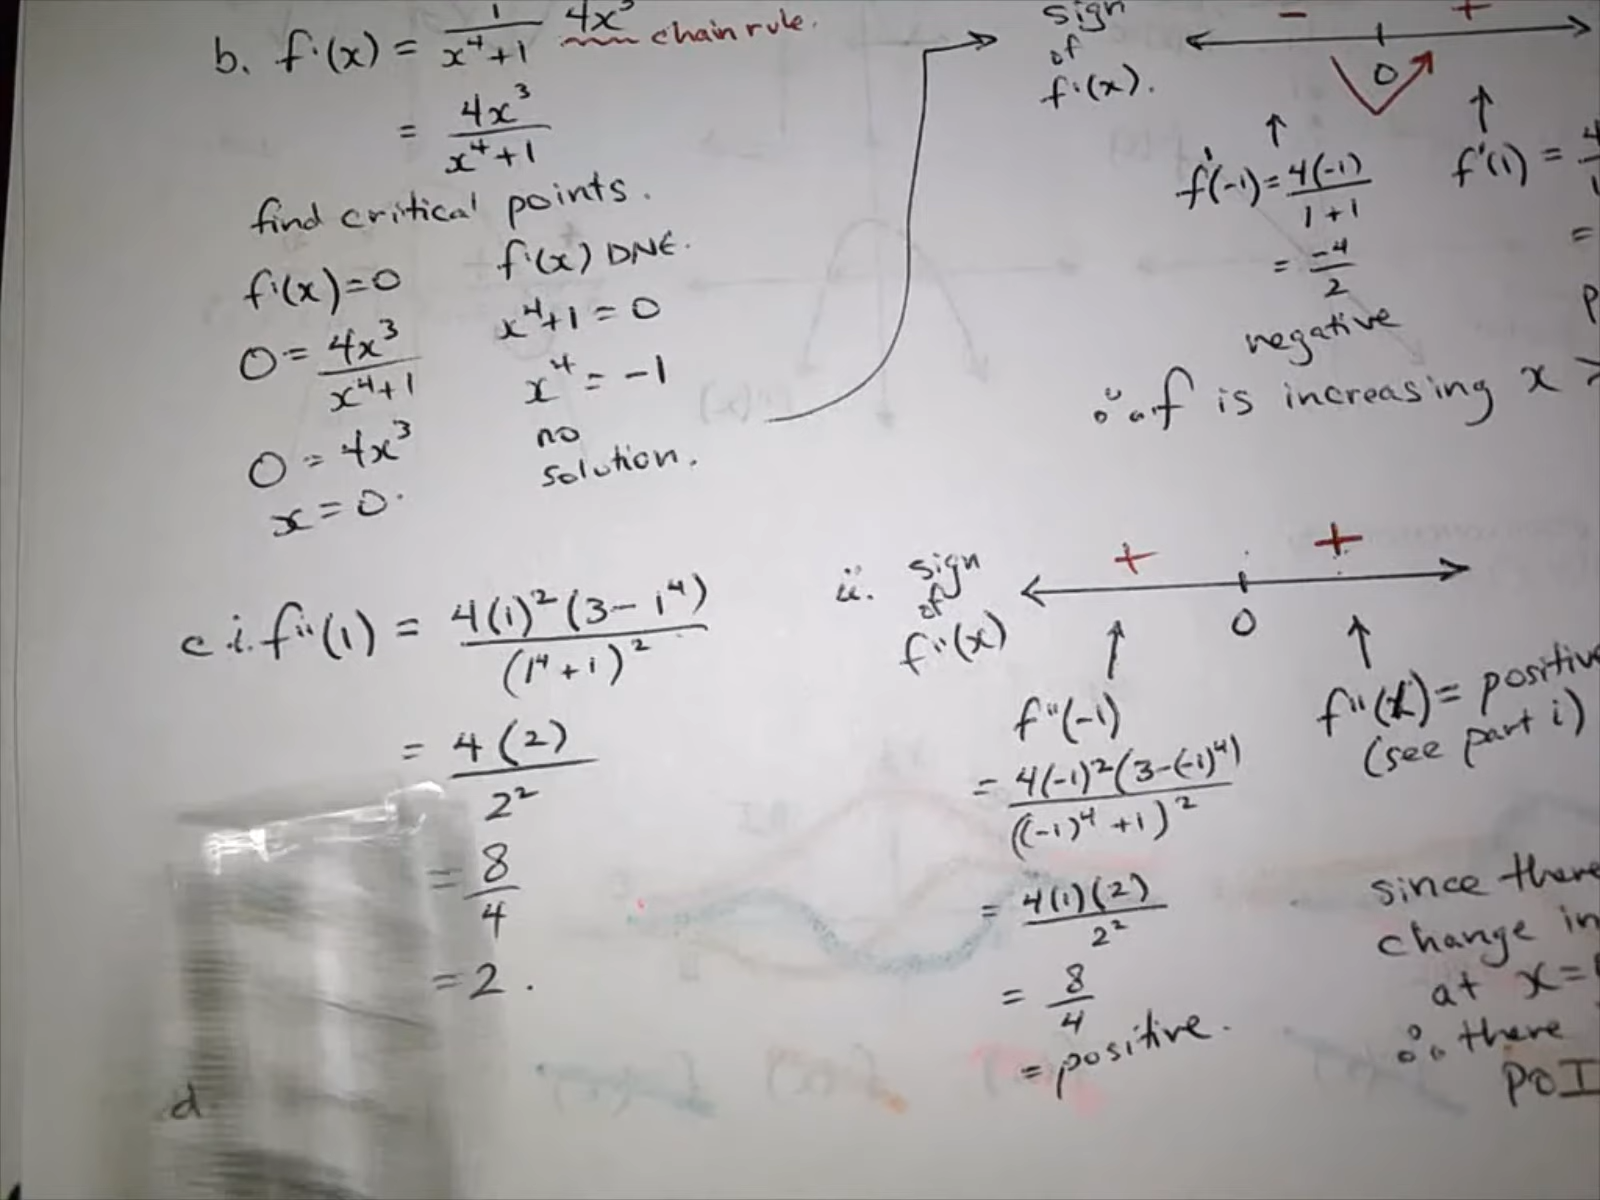 b. f'(x) = 1/(x⁴+1) 4x³ chain rule.
= 4x³/(x⁴+1)
find critical points.
f'(x)=0
0 = 4x³/(x⁴+1)
0 = 4x³
x = 0.
f'(x) DNE.
x⁴+1 = 0
x⁴ = -1
no
solution.
sign
of
f'(x).
- +
0
f'(-1) = 4(-1)/(1+1)
= -4/2
negative
f'(1) =
=
∴ f is increasing x >
c.i. f''(1) = 4(1)²(3-1⁴)/(1⁴+1)²
= 4(2)/2²
= 8/4
= 2.
ii. sign
of
f''(x)
+ +
0
f''(-1)
= 4(-1)²(3-(-1)⁴)/((-1)⁴+1)²
= 4(1)(2)/2²
= 8/4
= positive.
f''(1) = positive
(see part i)
since there
change in
at x =
∴ there
POI
d.